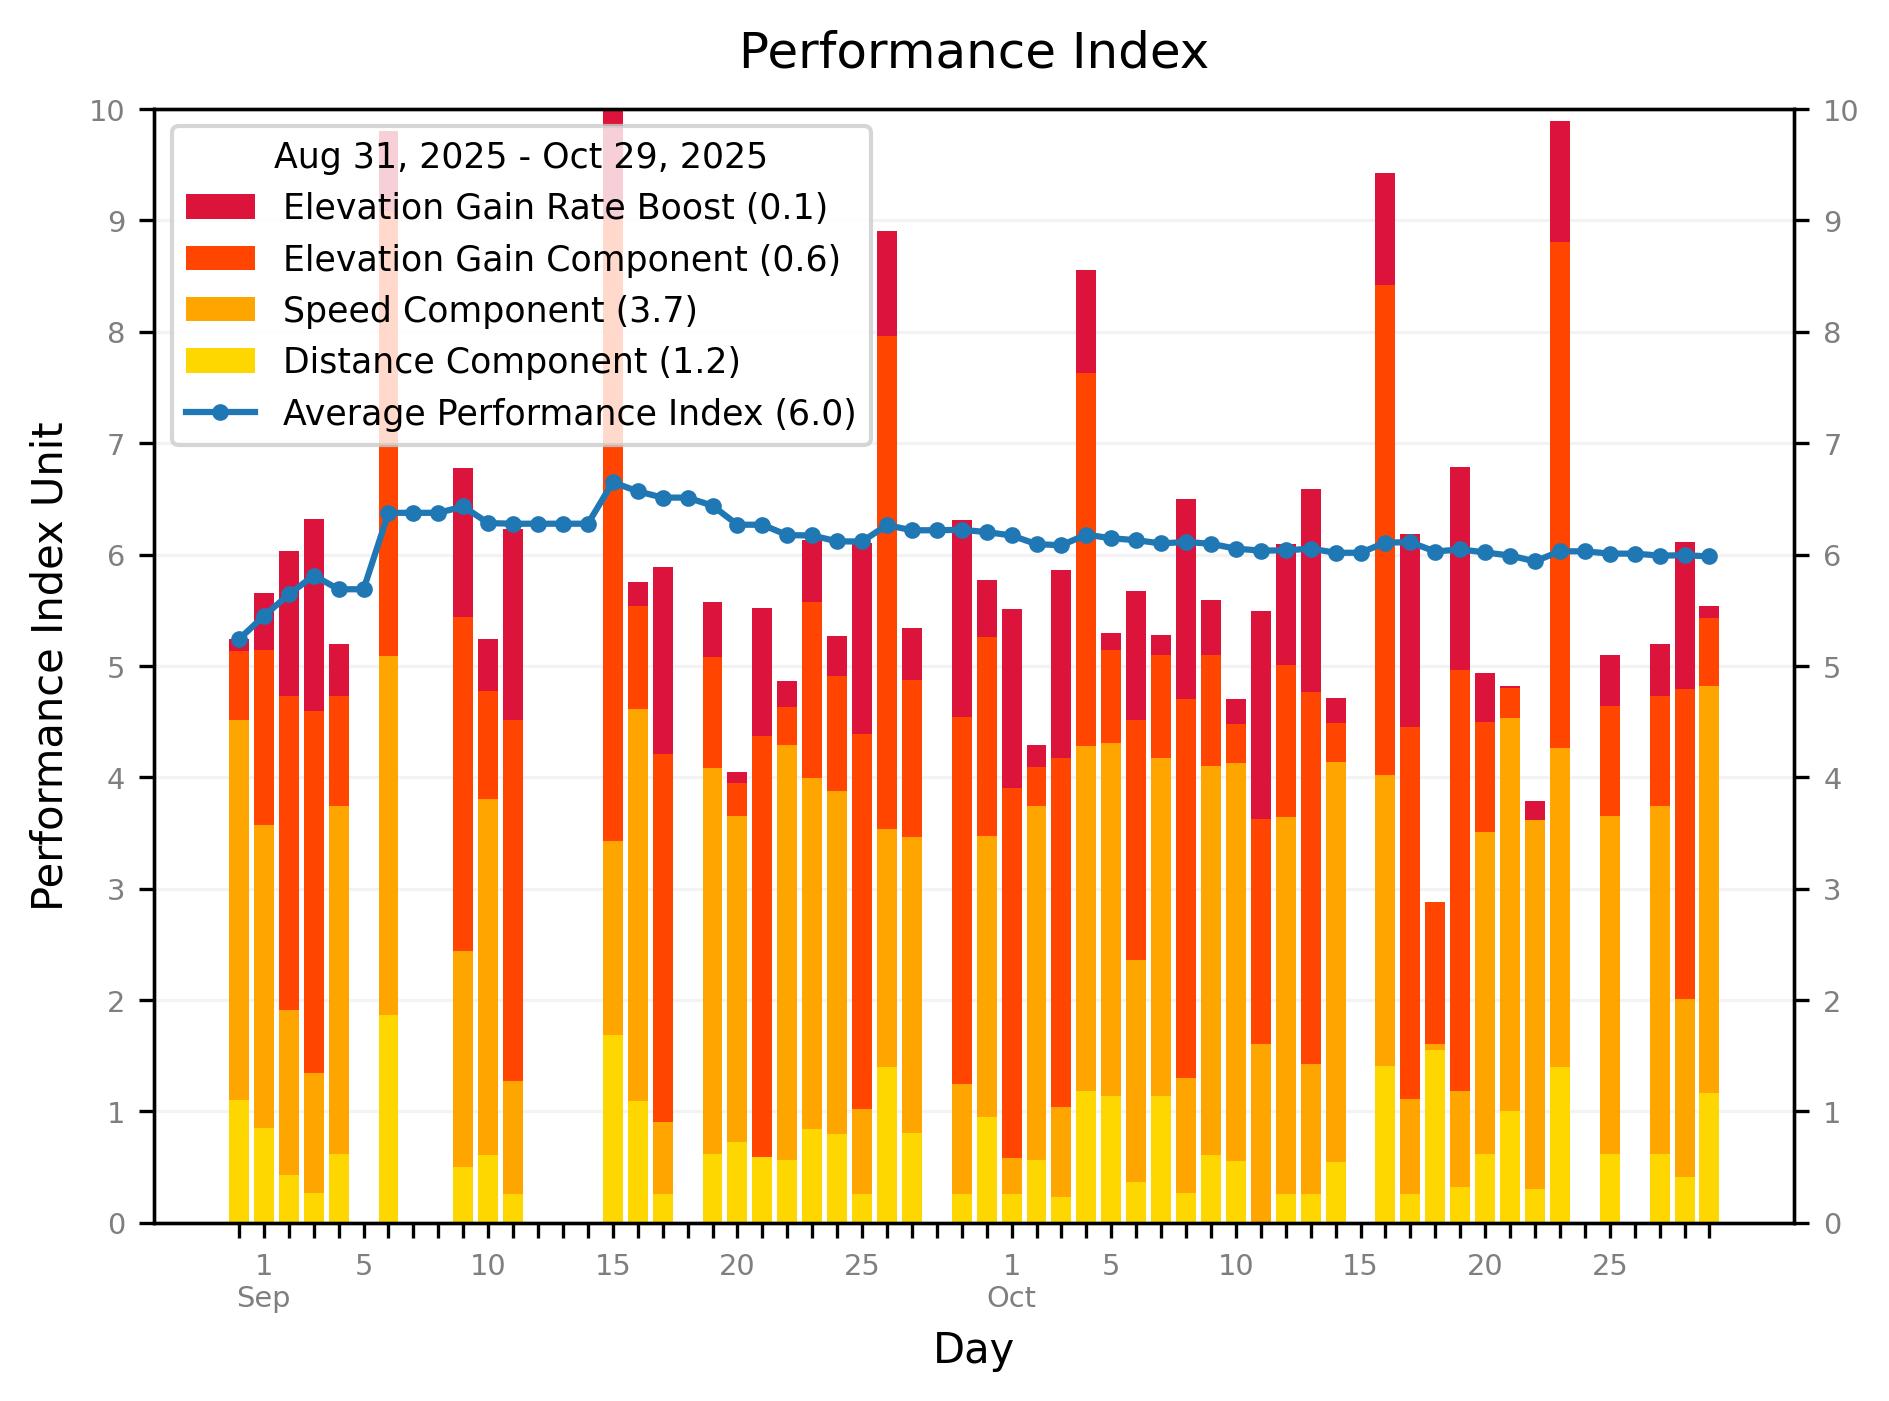 Performance Index
Aug 31, 2025 - Oct 29, 2025
Elevation Gain Rate Boost (0.1)
Elevation Gain Component (0.6)
Speed Component (3.7)
Distance Component (1.2)
Average Performance Index (6.0)
Performance Index Unit
10
9
8
7
6
5
4
3
2
1
0
10
9
8
7
6
5
4
3
2
1
0
1 5 10 15 20 25 1 5 10 15 20 25
Sep Oct
Day